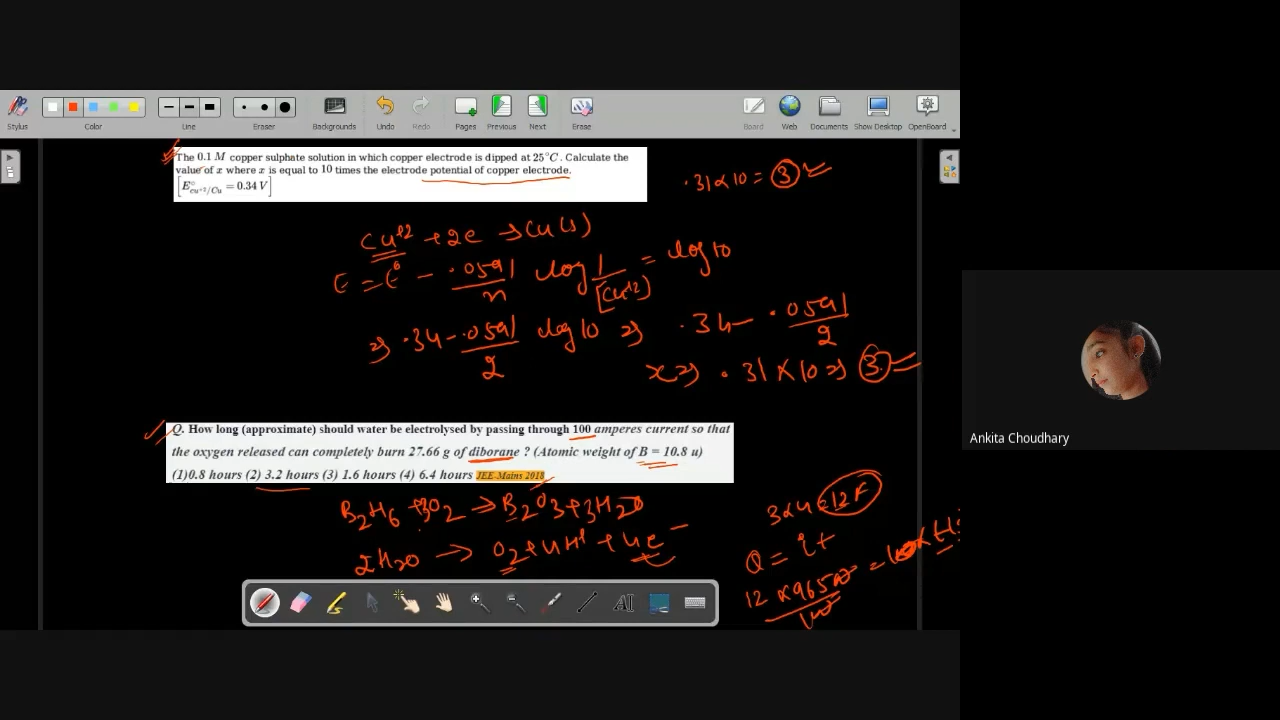 Stylus Color Line Eraser Backgrounds Undo Redo Pages Previous Next Erase Board Web Documents Show Desktop OpenBoard
The 0.1 M copper sulphate solution in which copper electrode is dipped at 25°C. Calculate the
value of x where x is equal to 10 times the electrode potential of copper electrode.
[E°cu+2/Cu = 0.34 V]
.31 x 10 = 3
Cu+2 + 2e → Cu(s)
E = E° - .0591/n log 1/[Cu+2] = log 10
⇒ .34 - .0591/2 log 10 ⇒ .34 - .0591/2
x ⇒ .31 x 10 ⇒ 3
Q. How long (approximate) should water be electrolysed by passing through 100 amperes current so that
the oxygen released can completely burn 27.66 g of diborane ? (Atomic weight of B = 10.8 u)
(1)0.8 hours (2) 3.2 hours (3) 1.6 hours (4) 6.4 hours JEE-Mains 2018
B2H6 + 3O2 → B2O3 + 3H2O
2H2O → O2 + 4H+ + 4e-
3x4 = 12F
Q = it
12 x 96500
AI
Ankita Choudhary